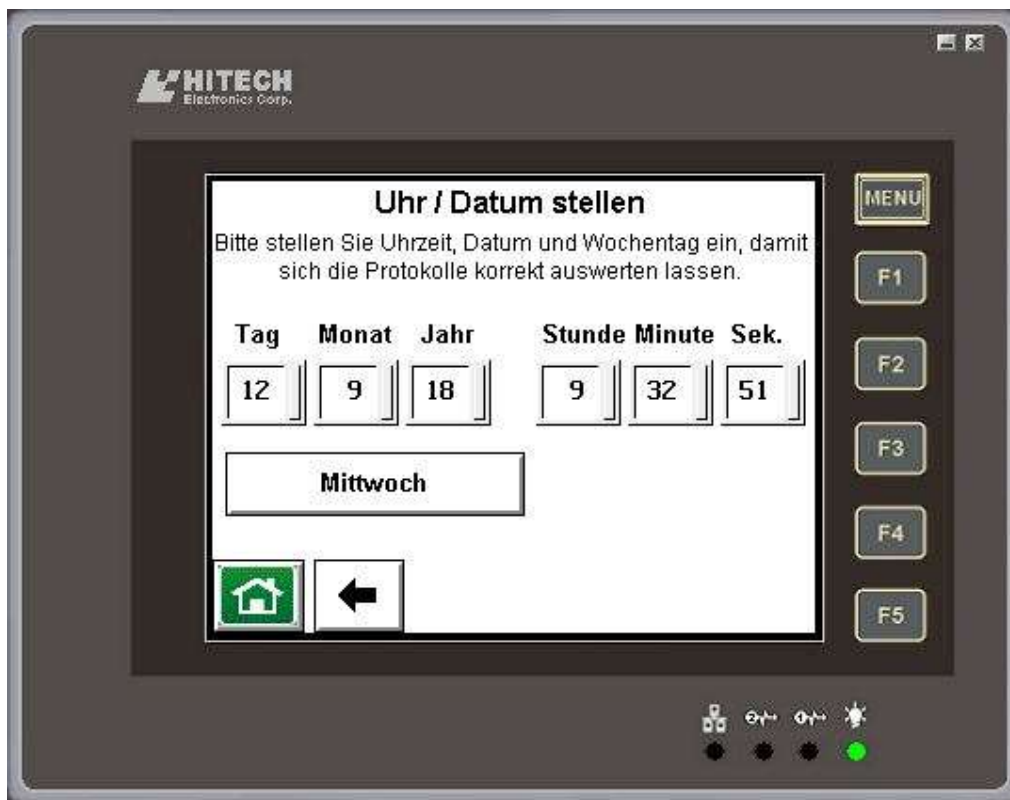 HITECH
Electronics Corp.
Uhr / Datum stellen
Bitte stellen Sie Uhrzeit, Datum und Wochentag ein, damit
sich die Protokolle korrekt auswerten lassen.
Tag Monat Jahr Stunde Minute Sek.
12 9 18 9 32 51
Mittwoch
MENU
F1
F2
F3
F4
F5
2 1